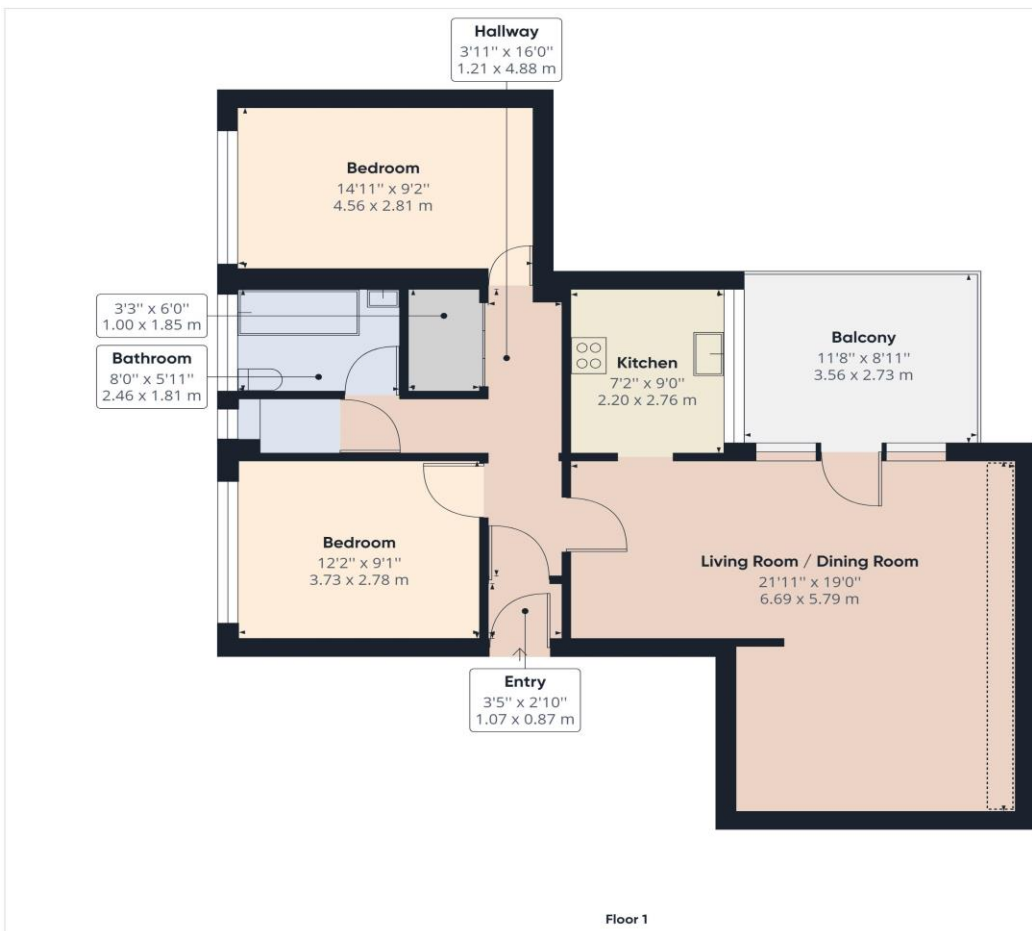 Hallway
3'11'' x 16'0''
1.21 x 4.88 m
Bedroom
14'11'' x 9'2''
4.56 x 2.81 m
3'3'' x 6'0''
1.00 x 1.85 m
Bathroom
8'0'' x 5'11''
2.46 x 1.81 m
Kitchen
7'2'' x 9'0''
2.20 x 2.76 m
Balcony
11'8'' x 8'11''
3.56 x 2.73 m
Bedroom
12'2'' x 9'1''
3.73 x 2.78 m
Living Room / Dining Room
21'11'' x 19'0''
6.69 x 5.79 m
Entry
3'5'' x 2'10''
1.07 x 0.87 m
Floor 1